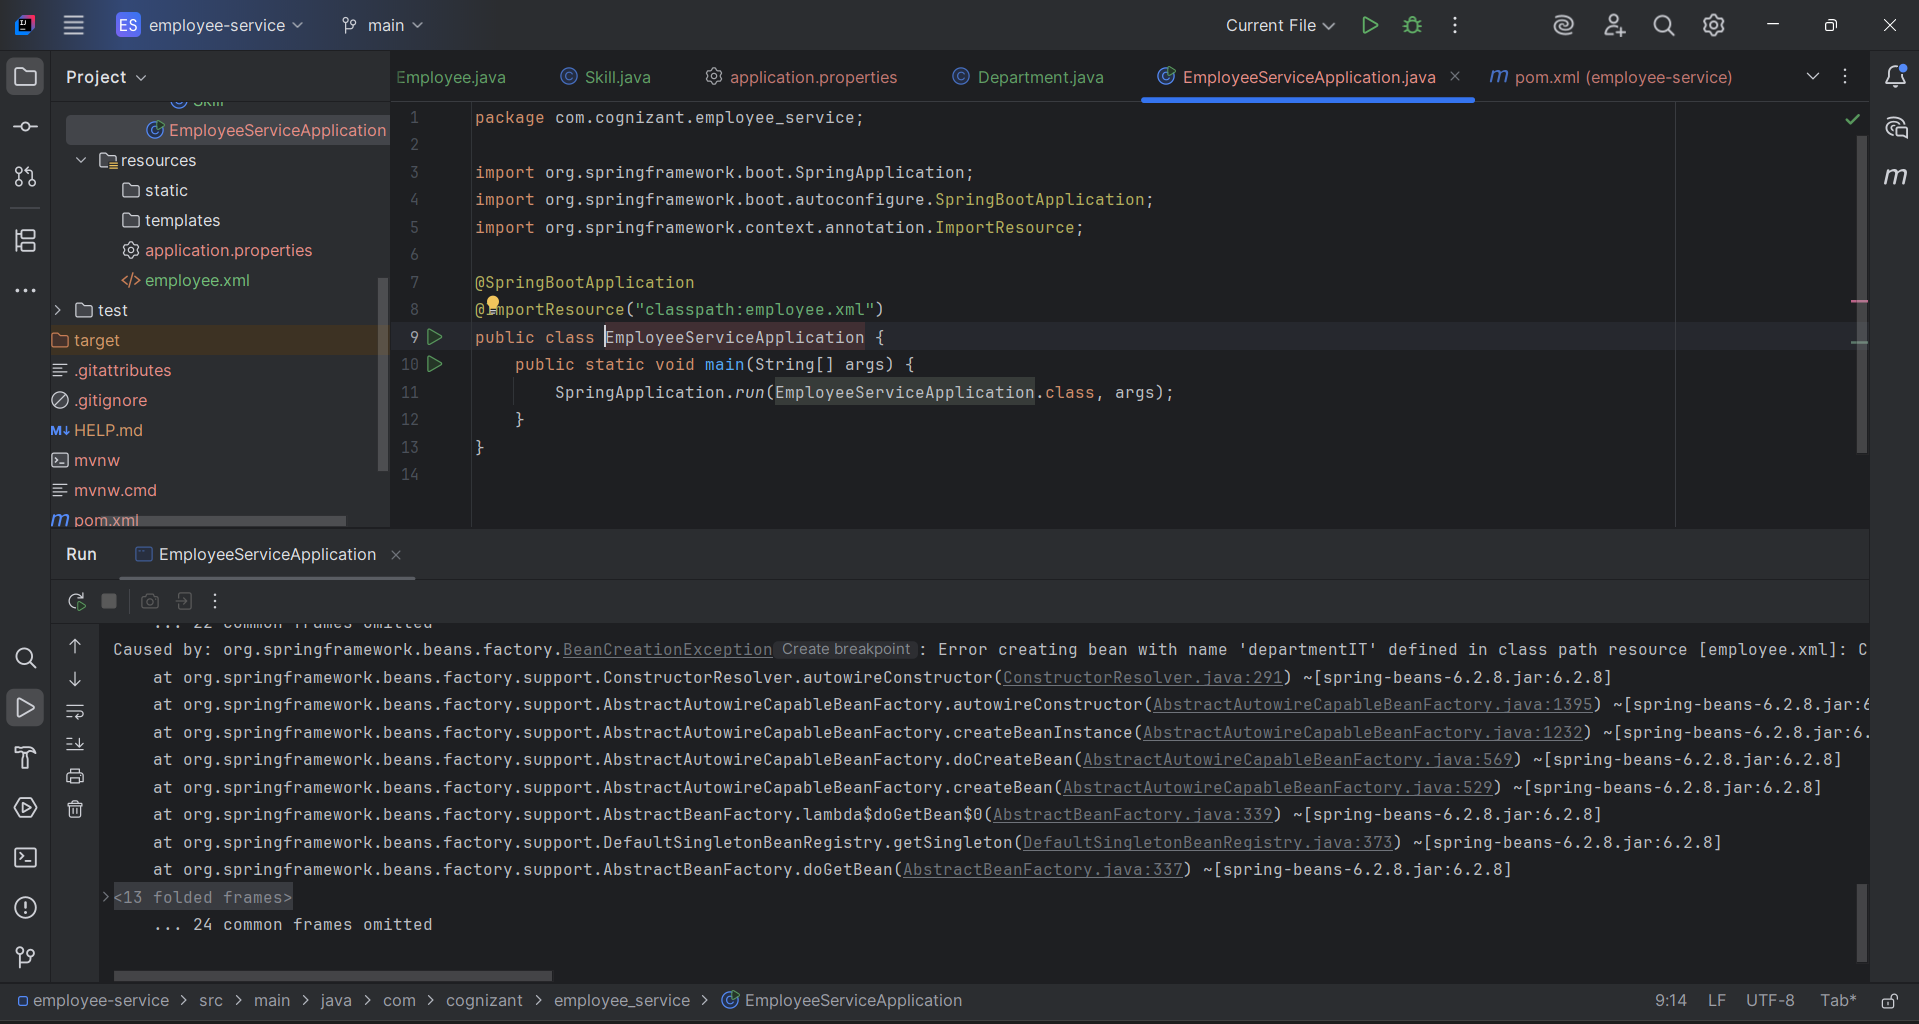 ES employee-service main Current File
Project
Employee.java Skill.java application.properties Department.java EmployeeServiceApplication.java pom.xml (employee-service)
Skill
EmployeeServiceApplication
resources
static
templates
application.properties
employee.xml
test
target
.gitattributes
.gitignore
M↓ HELP.md
mvnw
mvnw.cmd
m pom.xml
1 package com.cognizant.employee_service;
2
3 import org.springframework.boot.SpringApplication;
4 import org.springframework.boot.autoconfigure.SpringBootApplication;
5 import org.springframework.context.annotation.ImportResource;
6
7 @SpringBootApplication
8 @ImportResource("classpath:employee.xml")
9 public class EmployeeServiceApplication {
10 public static void main(String[] args) {
11 SpringApplication.run(EmployeeServiceApplication.class, args);
12 }
13 }
14
Run EmployeeServiceApplication
... 22 common frames omitted
Caused by: org.springframework.beans.factory.BeanCreationException Create breakpoint : Error creating bean with name 'departmentIT' defined in class path resource [employee.xml]: C
at org.springframework.beans.factory.support.ConstructorResolver.autowireConstructor(ConstructorResolver.java:291) ~[spring-beans-6.2.8.jar:6.2.8]
at org.springframework.beans.factory.support.AbstractAutowireCapableBeanFactory.autowireConstructor(AbstractAutowireCapableBeanFactory.java:1395) ~[spring-beans-6.2.8.jar:6
at org.springframework.beans.factory.support.AbstractAutowireCapableBeanFactory.createBeanInstance(AbstractAutowireCapableBeanFactory.java:1232) ~[spring-beans-6.2.8.jar:6.
at org.springframework.beans.factory.support.AbstractAutowireCapableBeanFactory.doCreateBean(AbstractAutowireCapableBeanFactory.java:569) ~[spring-beans-6.2.8.jar:6.2.8]
at org.springframework.beans.factory.support.AbstractAutowireCapableBeanFactory.createBean(AbstractAutowireCapableBeanFactory.java:529) ~[spring-beans-6.2.8.jar:6.2.8]
at org.springframework.beans.factory.support.AbstractBeanFactory.lambda$doGetBean$0(AbstractBeanFactory.java:339) ~[spring-beans-6.2.8.jar:6.2.8]
at org.springframework.beans.factory.support.DefaultSingletonBeanRegistry.getSingleton(DefaultSingletonBeanRegistry.java:373) ~[spring-beans-6.2.8.jar:6.2.8]
at org.springframework.beans.factory.support.AbstractBeanFactory.doGetBean(AbstractBeanFactory.java:337) ~[spring-beans-6.2.8.jar:6.2.8]
<13 folded frames>
... 24 common frames omitted
employee-service > src > main > java > com > cognizant > employee_service > EmployeeServiceApplication 9:14 LF UTF-8 Tab*